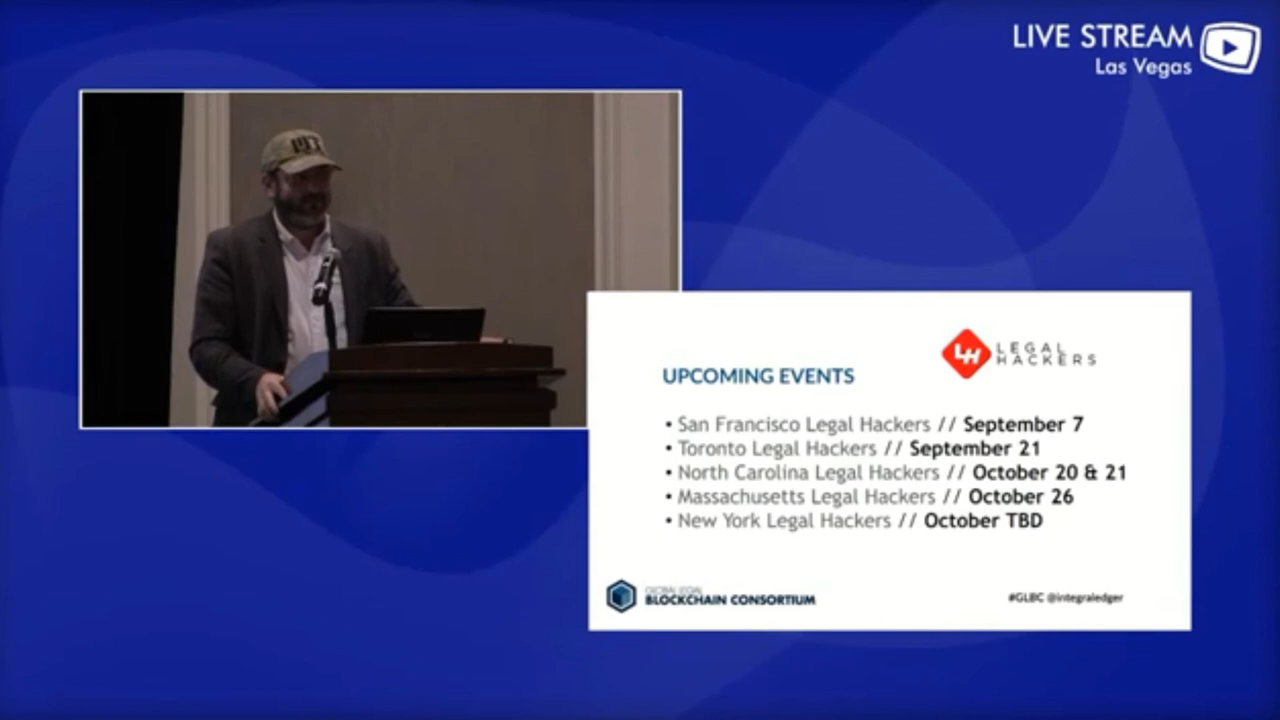 LIVE STREAM
Las Vegas
LEGAL
HACKERS
UPCOMING EVENTS
• San Francisco Legal Hackers // September 7
• Toronto Legal Hackers // September 21
• North Carolina Legal Hackers // October 20 & 21
• Massachusetts Legal Hackers // October 26
• New York Legal Hackers // October TBD
GLOBAL LEGAL
BLOCKCHAIN CONSORTIUM
#GLBC @integraledger